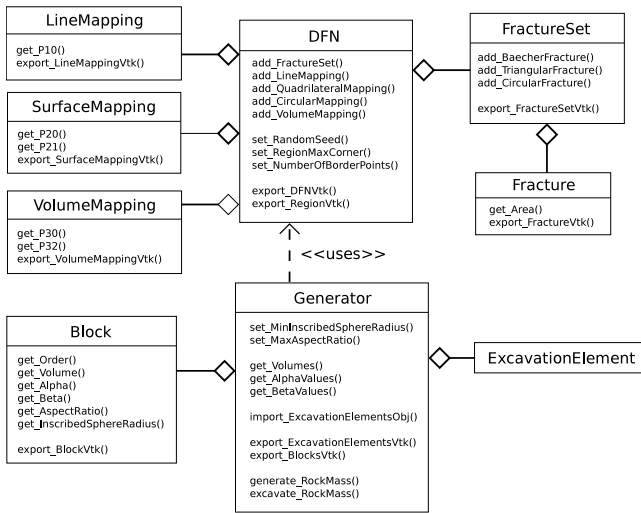 LineMapping
get_P10()
export_LineMappingVtk()
SurfaceMapping
get_P20()
get_P21()
export_SurfaceMappingVtk()
VolumeMapping
get_P30()
get_P32()
export_VolumeMappingVtk()
DFN
add_FractureSet()
add_LineMapping()
add_QuadrilateralMapping()
add_CircularMapping()
add_VolumeMapping()
set_RandomSeed()
set_RegionMaxCorner()
set_NumberOfBorderPoints()
export_DFNVtk()
export_RegionVtk()
FractureSet
add_BaecherFracture()
add_TriangularFracture()
add_CircularFracture()
export_FractureSetVtk()
Fracture
get_Area()
export_FractureVtk()
<<uses>>
Block
get_Order()
get_Volume()
get_Alpha()
get_Beta()
get_AspectRatio()
get_InscribedSphereRadius()
export_BlockVtk()
Generator
set_MinInscribedSphereRadius()
set_MaxAspectRatio()
get_Volumes()
get_AlphaValues()
get_BetaValues()
import_ExcavationElementsObj()
export_ExcavationElementsVtk()
export_BlocksVtk()
generate_RockMass()
excavate_RockMass()
ExcavationElement